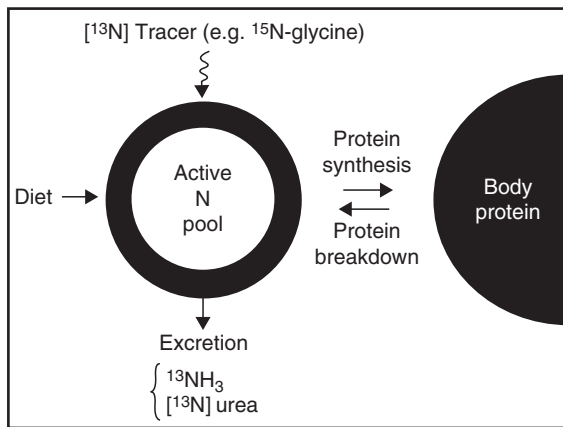 [¹³N] Tracer (e.g. ¹⁵N-glycine)
Diet
Active
N
pool
Protein
synthesis
Protein
breakdown
Body
protein
Excretion
¹³NH₃
[¹³N] urea